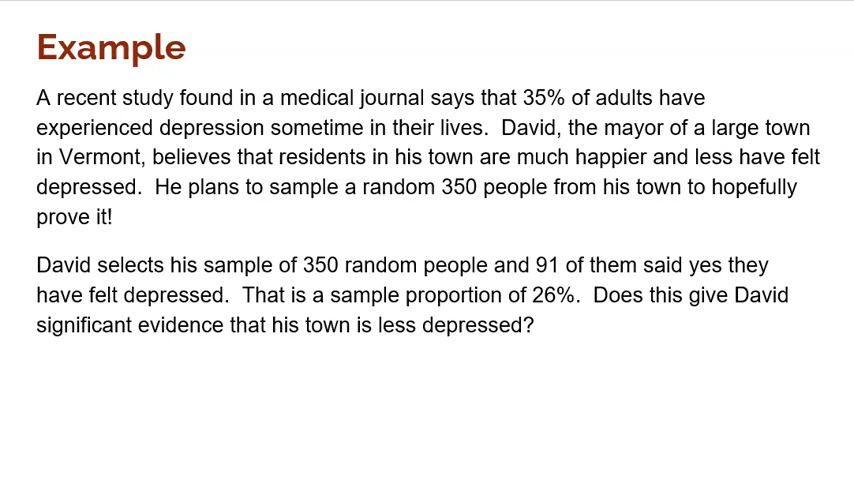 Example
A recent study found in a medical journal says that 35% of adults have
experienced depression sometime in their lives.  David, the mayor of a large town
in Vermont, believes that residents in his town are much happier and less have felt
depressed.  He plans to sample a random 350 people from his town to hopefully
prove it!
David selects his sample of 350 random people and 91 of them said yes they
have felt depressed.  That is a sample proportion of 26%.  Does this give David
significant evidence that his town is less depressed?